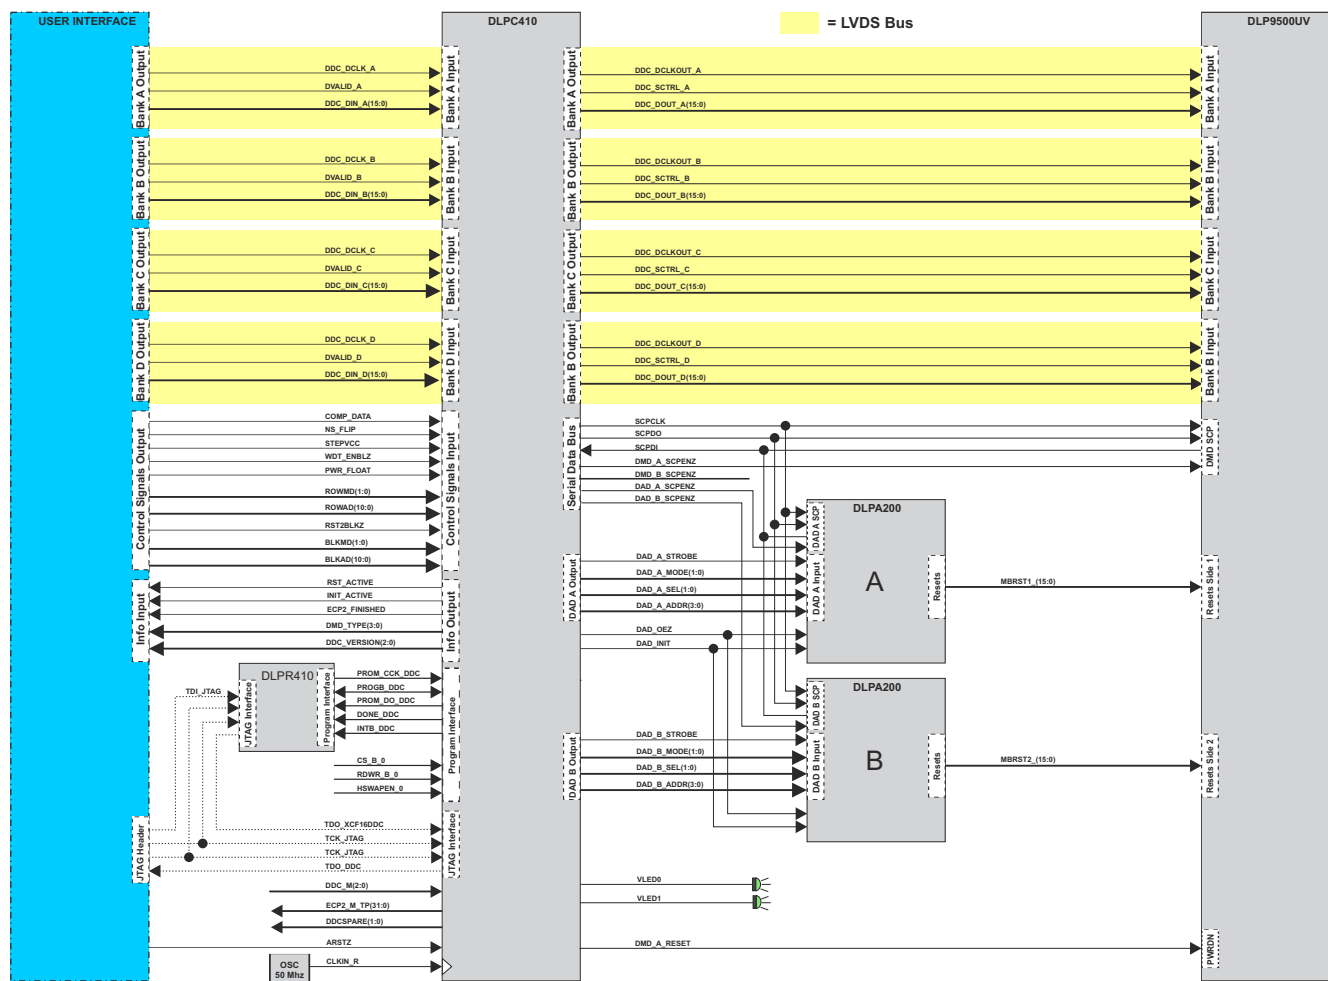 USER INTERFACE
DLPC410
= LVDS Bus
DLP9500UV
Bank A Output
DDC_DCLK_A
DVALID_A
DDC_DIN_A(15:0)
Bank A Input
Bank A Output
DDC_DCLKOUT_A
DDC_SCTRL_A
DDC_DOUT_A(15:0)
Bank A Input
Bank B Output
DDC_DCLK_B
DVALID_B
DDC_DIN_B(15:0)
Bank B Input
Bank B Output
DDC_DCLKOUT_B
DDC_SCTRL_B
DDC_DOUT_B(15:0)
Bank B Input
Bank C Output
DDC_DCLK_C
DVALID_C
DDC_DIN_C(15:0)
Bank C Input
Bank C Output
DDC_DCLKOUT_C
DDC_SCTRL_C
DDC_DOUT_C(15:0)
Bank C Input
Bank D Output
DDC_DCLK_D
DVALID_D
DDC_DIN_D(15:0)
Bank D Input
Bank B Output
DDC_DCLKOUT_D
DDC_SCTRL_D
DDC_DOUT_D(15:0)
Bank B Input
Control Signals Output
COMP_DATA
NS_FLIP
STEPVCC
WDT_ENBLZ
PWR_FLOAT
ROWMD(1:0)
ROWAD(10:0)
RST2BLKZ
BLKMD(1:0)
BLKAD(10:0)
Control Signals Input
Serial Data Bus
SCPCLK
SCPDO
SCPDI
DMD_A_SCPENZ
DMD_B_SCPENZ
DAD_A_SCPENZ
DAD_B_SCPENZ
DMD SCP
DLPA200
DAD A SCP
A
DAD A Output
DAD_A_STROBE
DAD_A_MODE(1:0)
DAD_A_SEL(1:0)
DAD_A_ADDR(3:0)
DAD A Input
Resets
MBRST1_(15:0)
Resets Side 1
DAD_OEZ
DAD_INIT
Info Input
RST_ACTIVE
INIT_ACTIVE
ECP2_FINISHED
DMD_TYPE(3:0)
DDC_VERSION(2:0)
Info Output
DLPR410
TDI_JTAG
JTAG Interface
Program Interface
PROM_CCK_DDC
PROGB_DDC
PROM_DO_DDC
DONE_DDC
INTB_DDC
CS_B_0
RDWR_B_0
HSWAPEN_0
Program Interface
DLPA200
DAD B SCP
B
DAD B Output
DAD_B_STROBE
DAD_B_MODE(1:0)
DAD_B_SEL(1:0)
DAD_B_ADDR(3:0)
DAD B Input
Resets
MBRST2_(15:0)
Resets Side 2
JTAG Header
TDO_XCF16DDC
TCK_JTAG
TCK_JTAG
TDO_DDC
JTAG Interface
DDC_M(2:0)
ECP2_M_TP(31:0)
DDCSPARE(1:0)
VLED0
VLED1
ARSTZ
DMD_A_RESET
PWRDN
OSC
50 Mhz
CLKIN_R